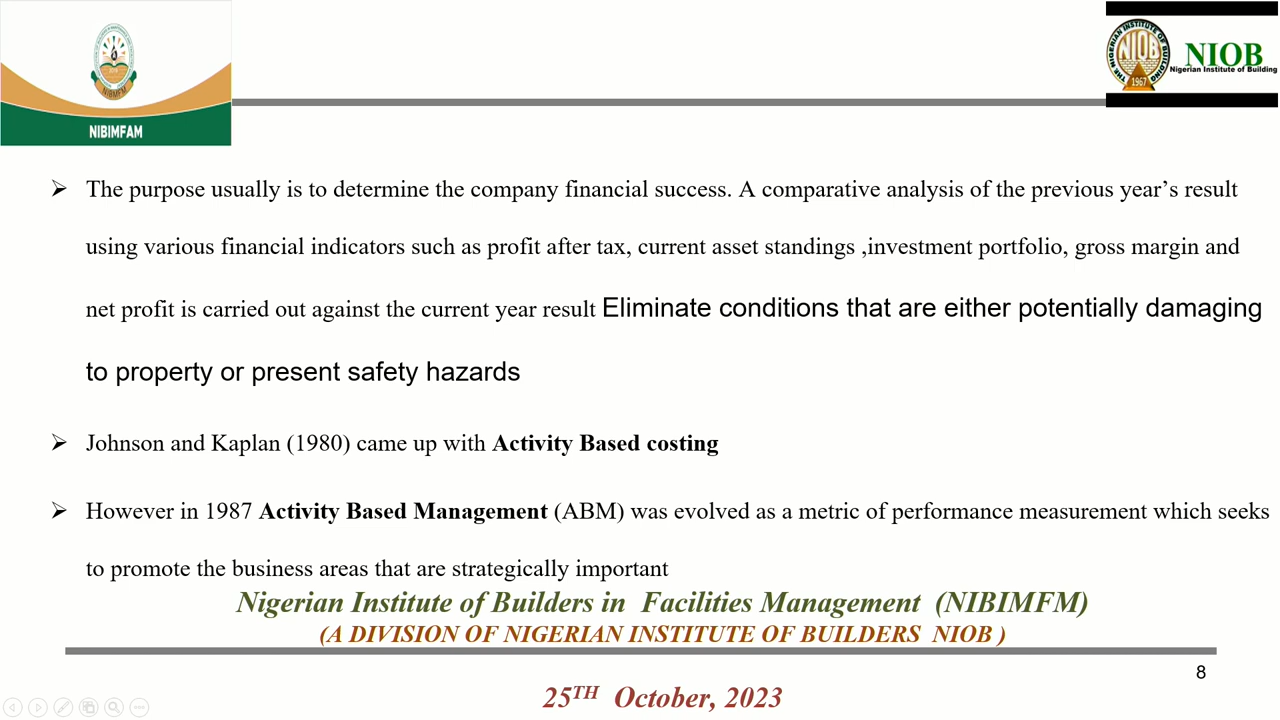 NIBMFM
NIBIMFAM
THE NIGERIAN INSTITUTE OF BUILDING
NIOB
1967
NIOB
Nigerian Institute of Building
➢ The purpose usually is to determine the company financial success. A comparative analysis of the previous year’s result
using various financial indicators such as profit after tax, current asset standings ,investment portfolio, gross margin and
net profit is carried out against the current year result Eliminate conditions that are either potentially damaging
to property or present safety hazards
➢ Johnson and Kaplan (1980) came up with Activity Based costing
➢ However in 1987 Activity Based Management (ABM) was evolved as a metric of performance measurement which seeks
to promote the business areas that are strategically important
Nigerian Institute of Builders in Facilities Management (NIBIMFM)
(A DIVISION OF NIGERIAN INSTITUTE OF BUILDERS NIOB )
8
25TH October, 2023